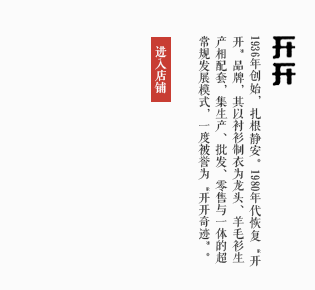 开开
1936年创始，扎根静安。1980年代恢复“开
开”品牌，其以衬衫制衣为龙头、羊毛衫生
产相配套，集生产、批发、零售与一体的超
常规发展模式，一度被誉为“开开奇迹”。
进入店铺